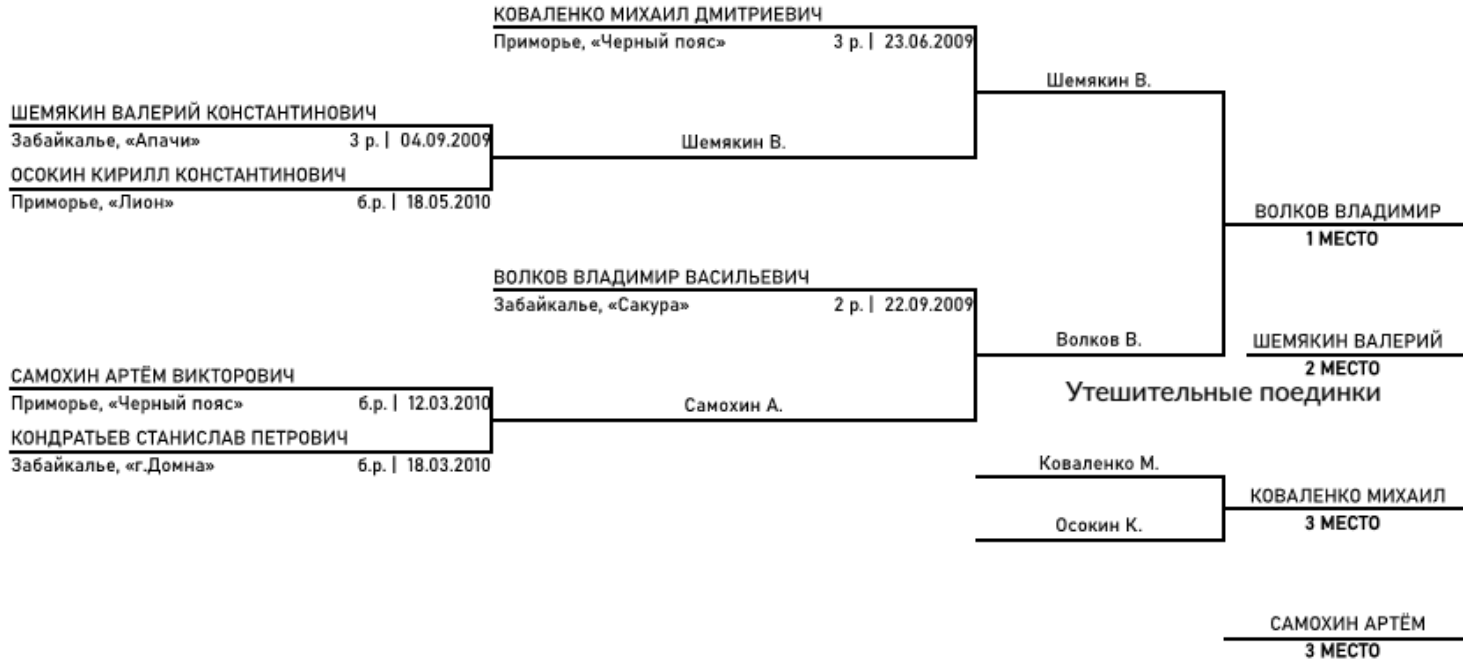 КОВАЛЕНКО МИХАИЛ ДМИТРИЕВИЧ
Приморье, «Черный пояс» 3 р. | 23.06.2009
Шемякин В.
ШЕМЯКИН ВАЛЕРИЙ КОНСТАНТИНОВИЧ
Забайкалье, «Апачи» 3 р. | 04.09.2009
Шемякин В.
ОСОКИН КИРИЛЛ КОНСТАНТИНОВИЧ
Приморье, «Лион» б.р. | 18.05.2010
ВОЛКОВ ВЛАДИМИР
1 МЕСТО
ВОЛКОВ ВЛАДИМИР ВАСИЛЬЕВИЧ
Забайкалье, «Сакура» 2 р. | 22.09.2009
Волков В.
ШЕМЯКИН ВАЛЕРИЙ
2 МЕСТО
САМОХИН АРТЁМ ВИКТОРОВИЧ
Приморье, «Черный пояс» б.р. | 12.03.2010
Самохин А.
Утешительные поединки
КОНДРАТЬЕВ СТАНИСЛАВ ПЕТРОВИЧ
Забайкалье, «г.Домна» б.р. | 18.03.2010
Коваленко М.
КОВАЛЕНКО МИХАИЛ
3 МЕСТО
Осокин К.
САМОХИН АРТЁМ
3 МЕСТО